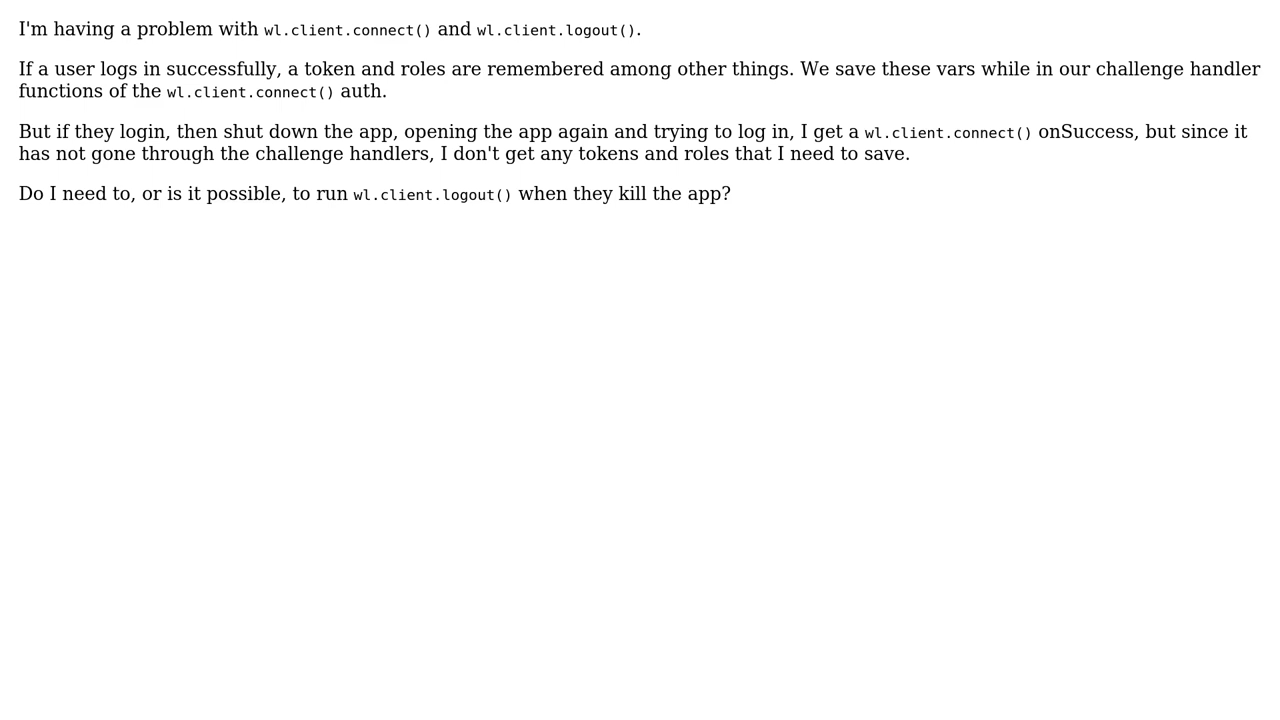 I'm having a problem with wl.client.connect() and wl.client.logout().
If a user logs in successfully, a token and roles are remembered among other things. We save these vars while in our challenge handler
functions of the wl.client.connect() auth.
But if they login, then shut down the app, opening the app again and trying to log in, I get a wl.client.connect() onSuccess, but since it
has not gone through the challenge handlers, I don't get any tokens and roles that I need to save.
Do I need to, or is it possible, to run wl.client.logout() when they kill the app?